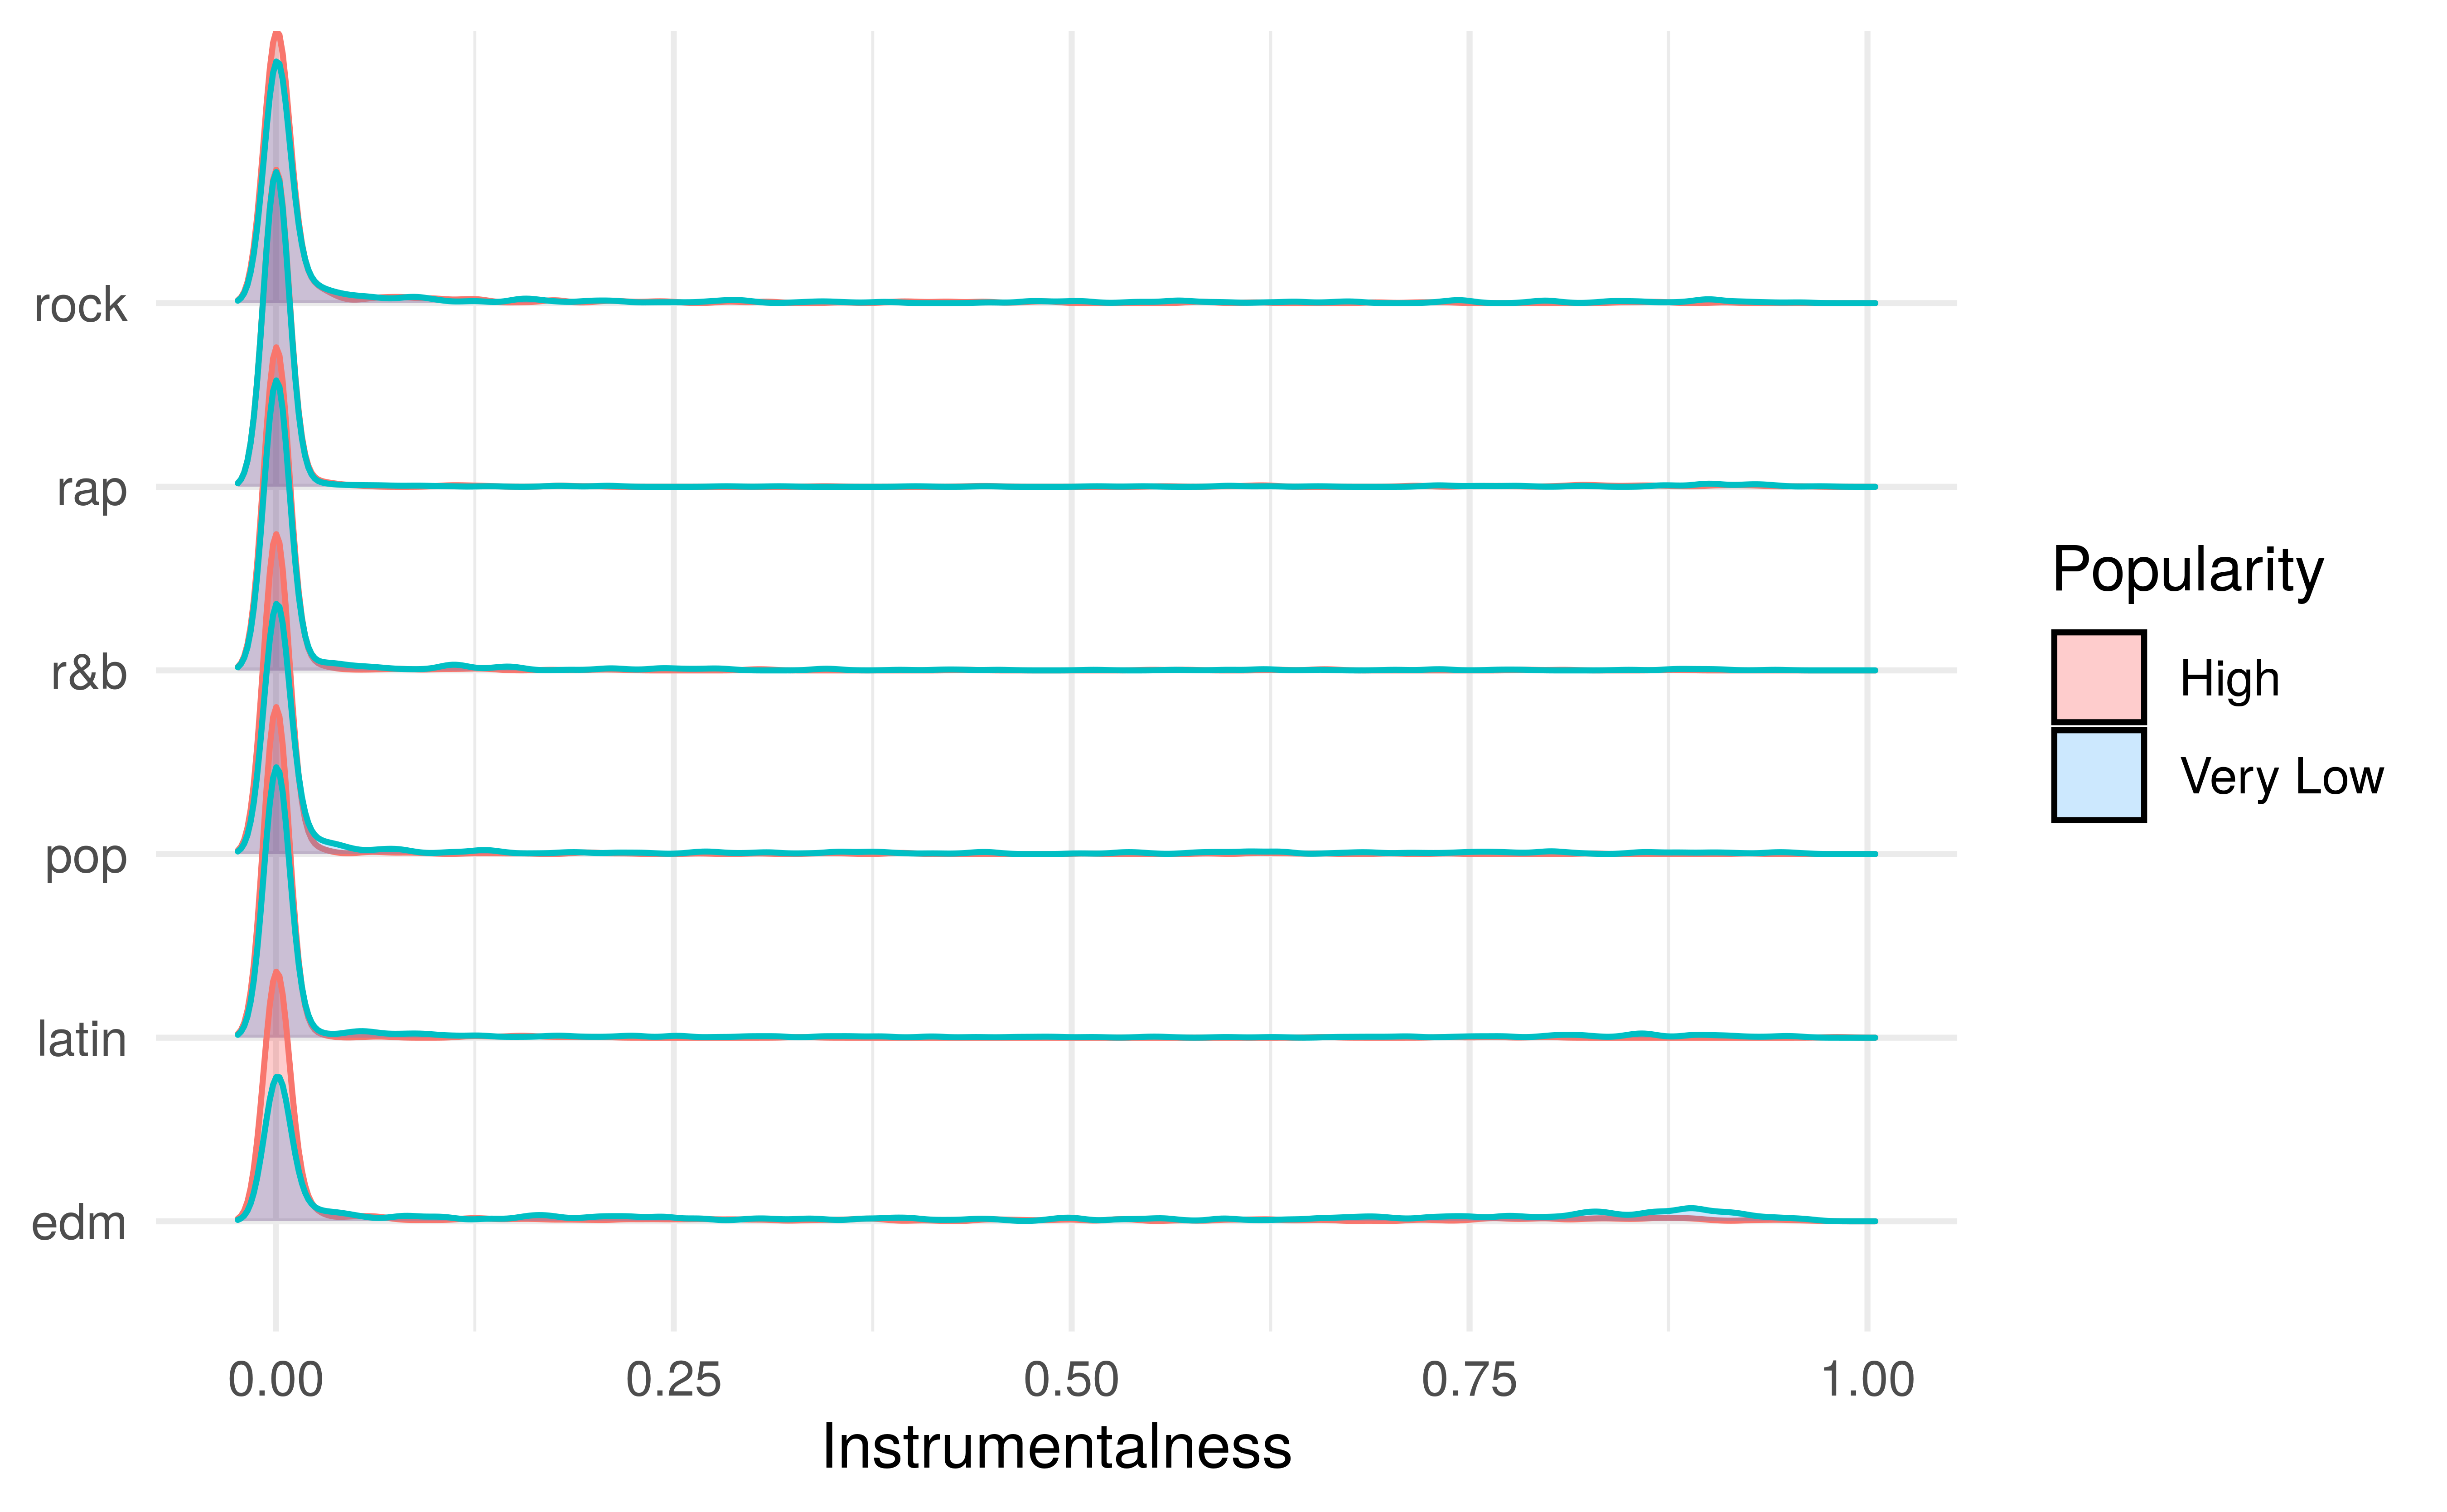 rock
rap
r&b
pop
latin
edm
0.00 0.25 0.50 0.75 1.00
Instrumentalness
Popularity
High
Very Low